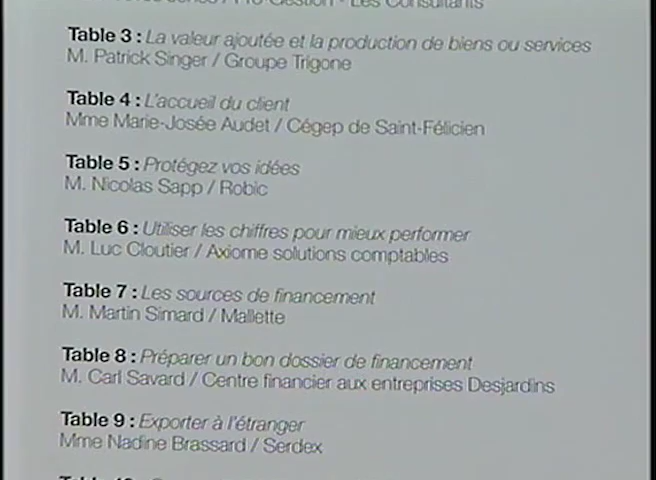 Les Consultants
Table 3 : La valeur ajoutée et la production de biens ou services
M. Patrick Singer / Groupe Trigone
Table 4 : L'accueil du client
Mme Marie-Josée Audet / Cégep de Saint-Félicien
Table 5 : Protégez vos idées
M. Nicolas Sapp / Robic
Table 6 : Utiliser les chiffres pour mieux performer
M. Luc Cloutier / Axiome solutions comptables
Table 7 : Les sources de financement
M. Martin Simard / Mallette
Table 8 : Préparer un bon dossier de financement
M. Carl Savard / Centre financier aux entreprises Desjardins
Table 9 : Exporter à l'étranger
Mme Nadine Brassard / Serdex